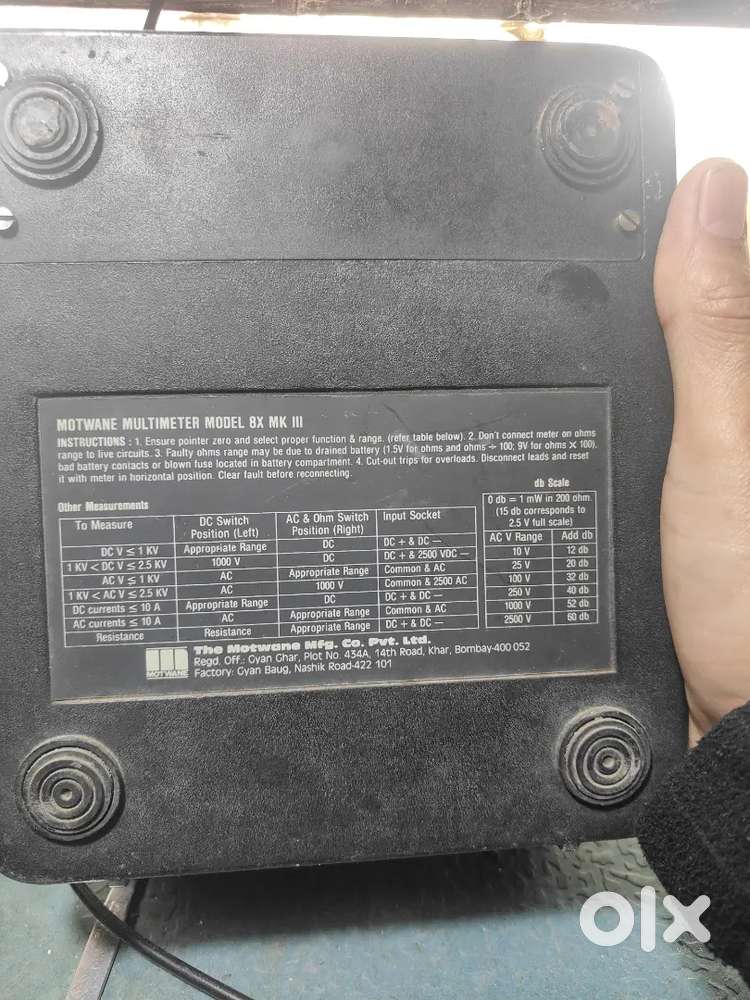 MOTWANE MULTIMETER MODEL 8X MK III
INSTRUCTIONS : 1. Ensure pointer zero and select proper function & range. (refer table below). 2. Don't connect meter on ohms
range to live circuits. 3. Faulty ohms range may be due to drained battery (1.5V for ohms and ohms ÷ 100; 9V for ohms × 100),
bad battery contacts or blown fuse located in battery compartment. 4. Cut-out trips for overloads. Disconnect leads and reset
it with meter in horizontal position. Clear fault before reconnecting.
Other Measurements
To Measure DC Switch Position (Left) AC & Ohm Switch Position (Right) Input Socket
DC V ≤ 1 KV Appropriate Range DC DC + & DC —
1 KV < DC V ≤ 2.5 KV 1000 V DC DC + & 2500 VDC —
AC V ≤ 1 KV AC Appropriate Range Common & AC
1 KV < AC V ≤ 2.5 KV AC 1000 V Common & 2500 AC
DC currents ≤ 10 A Appropriate Range DC DC + & DC —
AC currents ≤ 10 A AC Appropriate Range Common & AC
Resistance Resistance Appropriate Range DC + & DC —
db Scale
0 db = 1 mW in 200 ohm.
(15 db corresponds to
2.5 V full scale)
AC V Range Add db
10 V 12 db
25 V 20 db
100 V 32 db
250 V 40 db
1000 V 52 db
2500 V 60 db
MOTWANE
The Motwane Mfg. Co. Pvt. Ltd.
Regd. Off.: Gyan Ghar, Plot No. 434A, 14th Road, Khar, Bombay-400 052
Factory: Gyan Baug, Nashik Road-422 101
olx